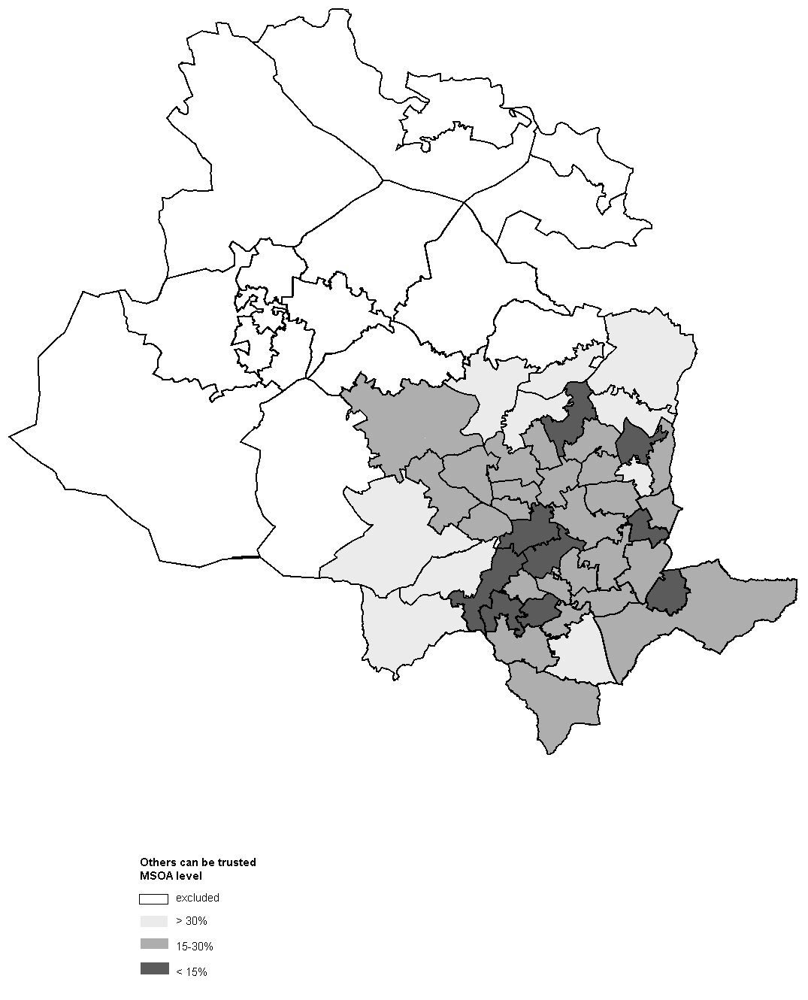 Others can be trusted
MSOA level
excluded
> 30%
15-30%
< 15%